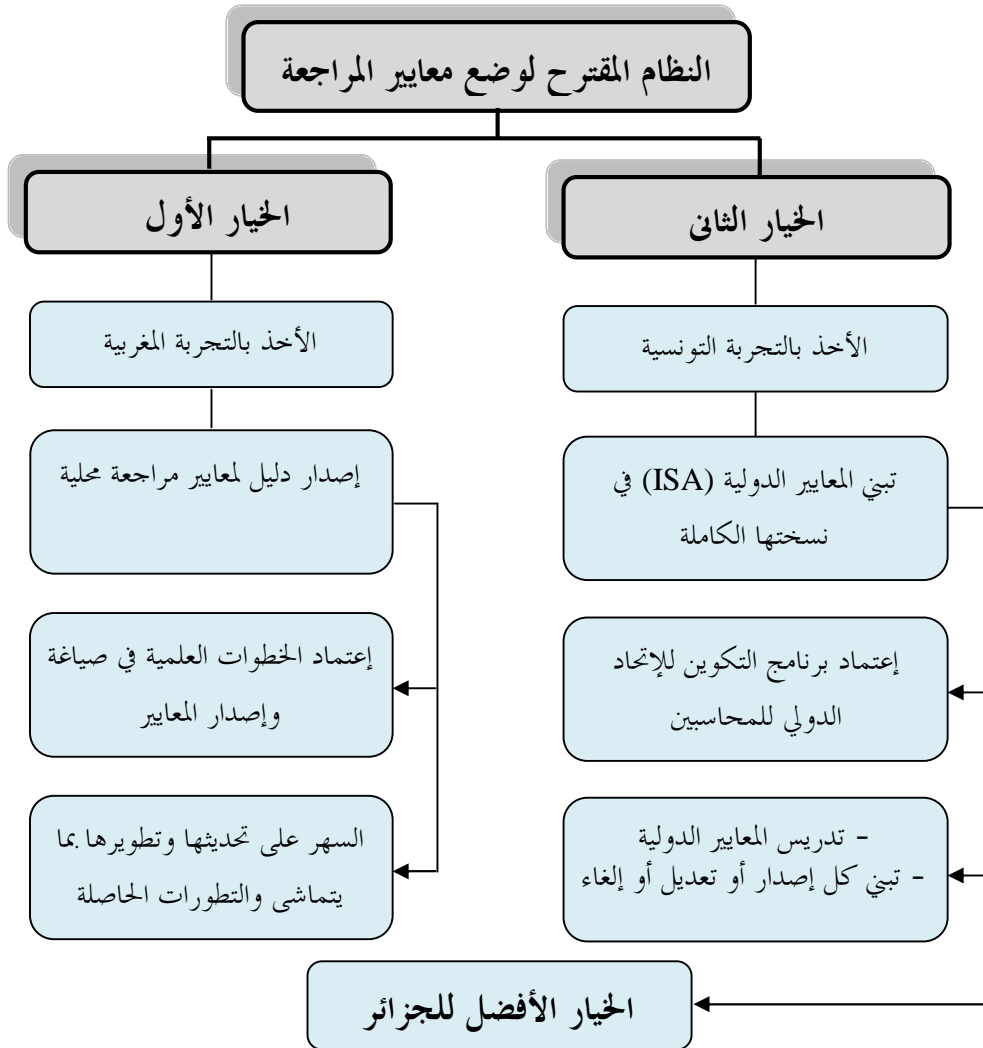 النظام المقترح لوضع معايير المراجعة
الخيار الثانى
الخيار الأول
الأخذ بالتجربة التونسية
الأخذ بالتجربة المغربية
تبني المعايير الدولية (ISA) في
نسختها الكاملة
إصدار دليل لمعايير مراجعة محلية
إعتماد برنامج التكوين للإتحاد
الدولي للمحاسبين
إعتماد الخطوات العلمية في صياغة
وإصدار المعايير
- تدريس المعايير الدولية
- تبني كل إصدار أو تعديل أو إلغاء
السهر على تحديثها وتطويرها بما
يتماشى والتطورات الحاصلة
الخيار الأفضل للجزائر